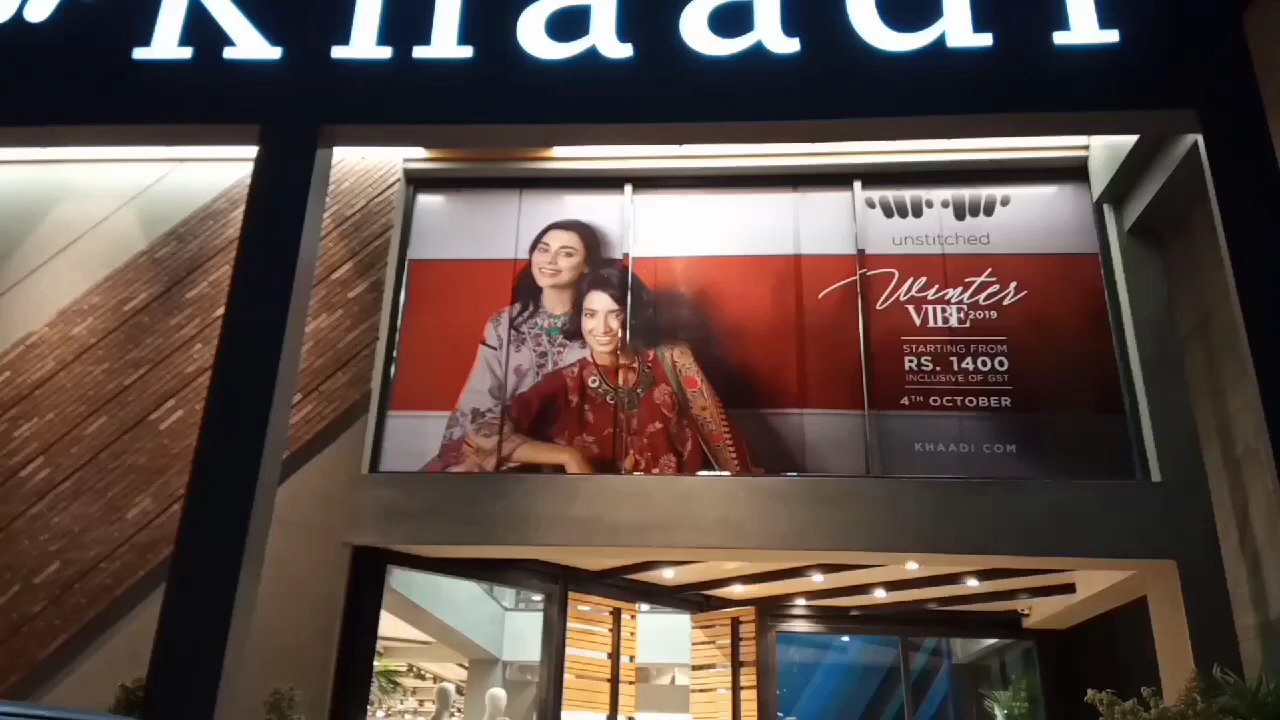 Khaadi
unstitched
Winter
VIBE 2019
STARTING FROM
RS. 1400
INCLUSIVE OF GST
4TH OCTOBER
KHAADI.COM